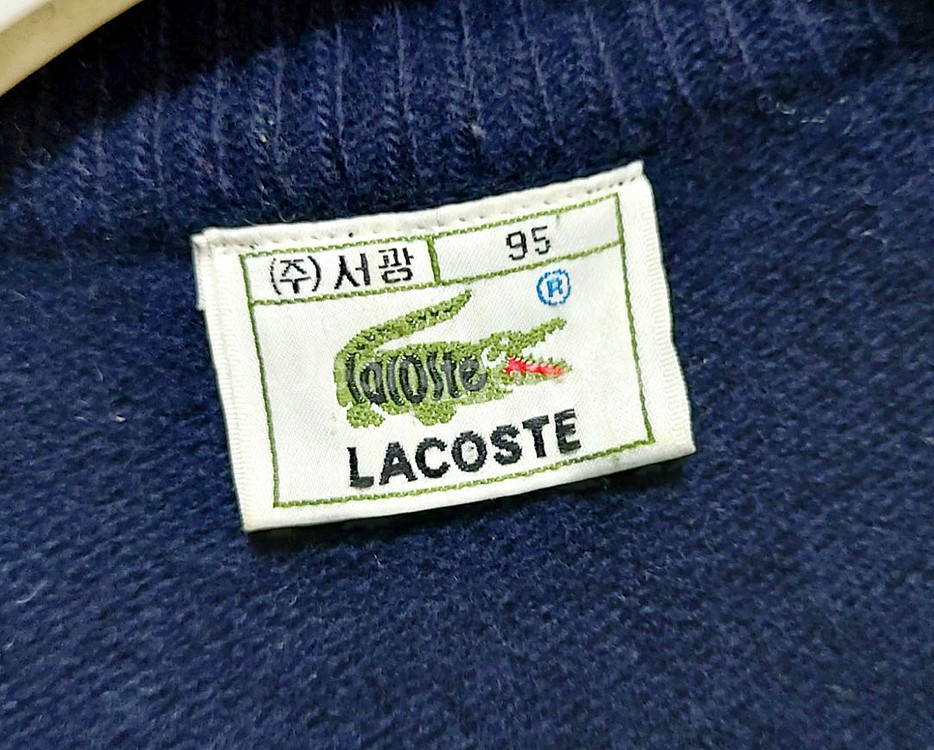 (주)서광 95
®
Lacoste
LACOSTE